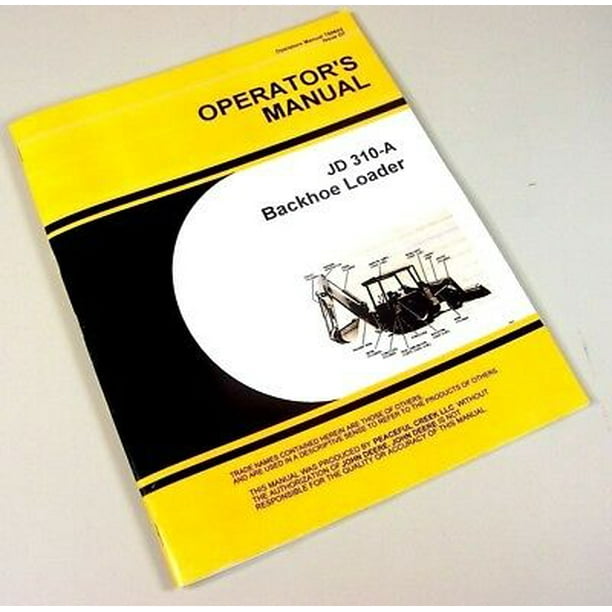 Operators Manual
Issue
OPERATOR'S
MANUAL
JD 310-A
Backhoe Loader
TRADE NAMES CONTAINED HEREIN ARE THOSE OF OTHERS,
AND ARE USED IN A DESCRIPTIVE SENSE TO REFER TO THE PRODUCTS OF OTHERS.
THIS MANUAL WAS PRODUCED BY PEACEFUL CREEK LLC WITHOUT
THE AUTHORIZATION OF JOHN DEERE. JOHN DEERE IS NOT
RESPONSIBLE FOR THE QUALITY OR ACCURACY OF THIS MANUAL.